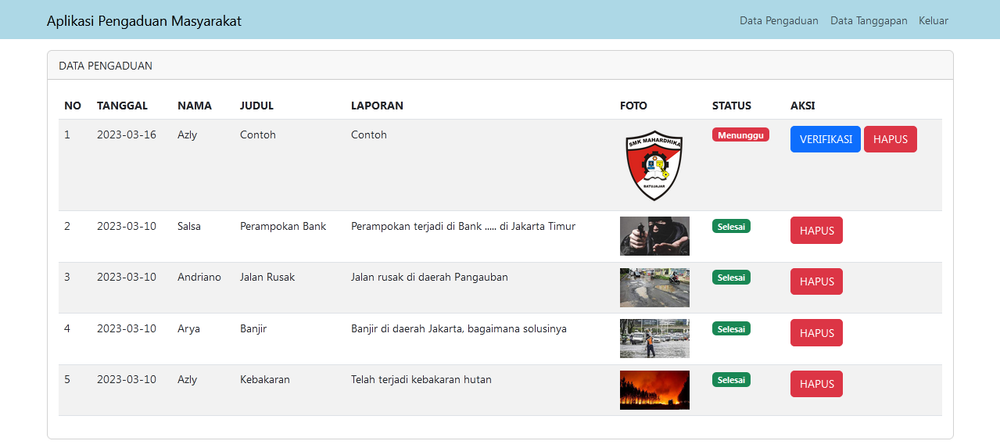 Aplikasi Pengaduan Masyarakat Data Pengaduan Data Tanggapan Keluar
DATA PENGADUAN
NO TANGGAL NAMA JUDUL LAPORAN FOTO STATUS AKSI
1 2023-03-16 Azly Contoh Contoh Menunggu VERIFIKASI HAPUS
SMK MAHARDHIKA
BATUJAJAR
2 2023-03-10 Salsa Perampokan Bank Perampokan terjadi di Bank ..... di Jakarta Timur Selesai HAPUS
3 2023-03-10 Andriano Jalan Rusak Jalan rusak di daerah Pangauban Selesai HAPUS
4 2023-03-10 Arya Banjir Banjir di daerah Jakarta, bagaimana solusinya Selesai HAPUS
5 2023-03-10 Azly Kebakaran Telah terjadi kebakaran hutan Selesai HAPUS